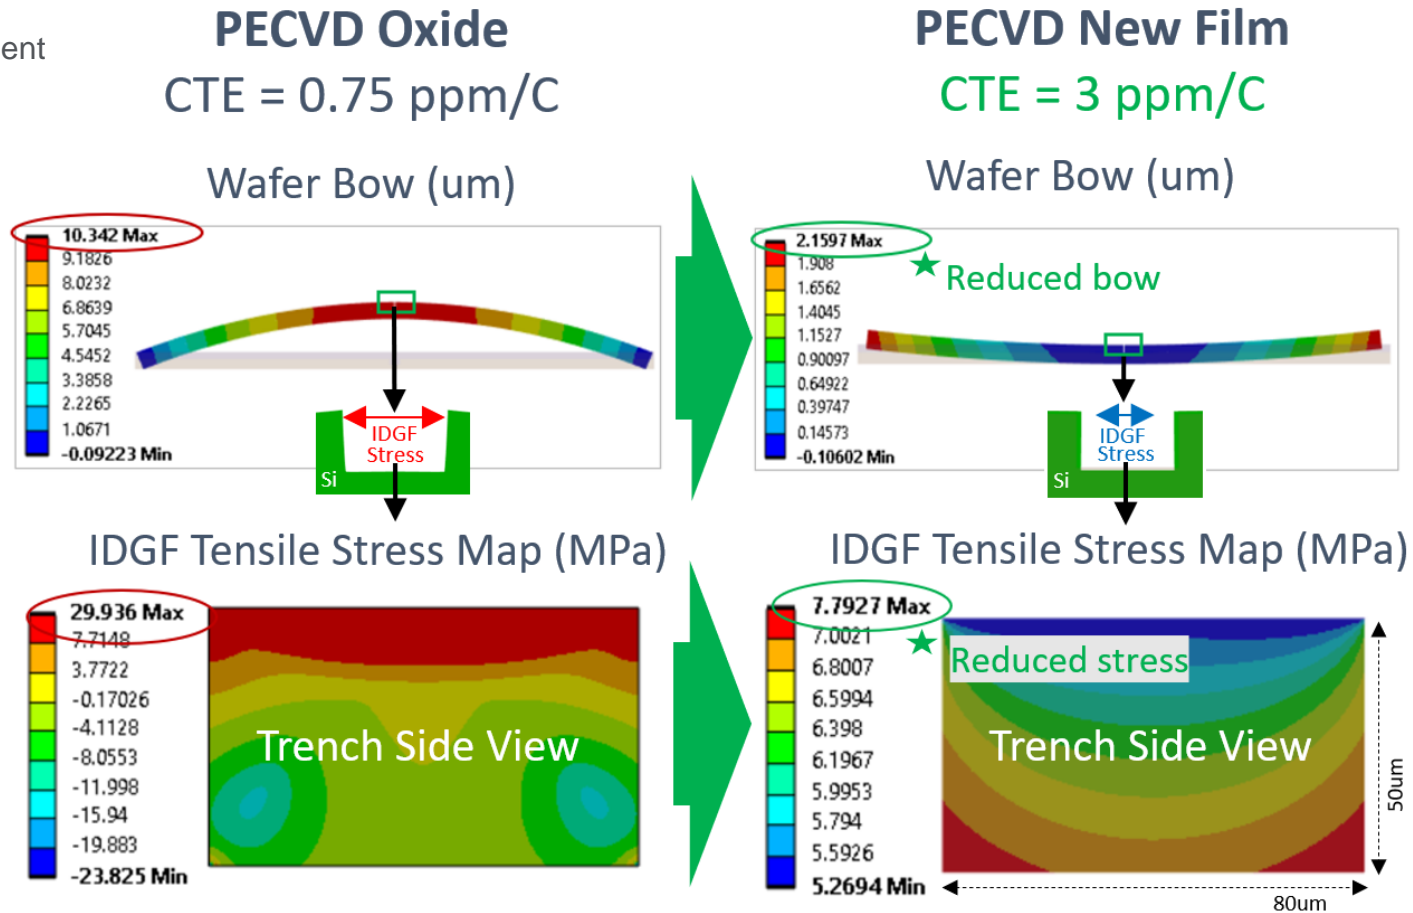 ent
PECVD Oxide
CTE = 0.75 ppm/C
Wafer Bow (um)
10.342 Max
9.1826
8.0232
6.8639
5.7045
4.5452
3.3858
2.2265
1.0671
-0.09223 Min
IDGF
Stress
Si
IDGF Tensile Stress Map (MPa)
29.936 Max
7.7148
3.7722
-0.17026
-4.1128
-8.0553
-11.998
-15.94
-19.883
-23.825 Min
Trench Side View
PECVD New Film
CTE = 3 ppm/C
Wafer Bow (um)
2.1597 Max
1.908
1.6562
1.4045
1.1527
0.90097
0.64922
0.39747
0.14573
-0.10602 Min
Reduced bow
IDGF
Stress
Si
IDGF Tensile Stress Map (MPa)
7.7927 Max
7.0021
6.8007
6.5994
6.398
6.1967
5.9953
5.794
5.5926
5.2694 Min
Reduced stress
Trench Side View
50um
80um